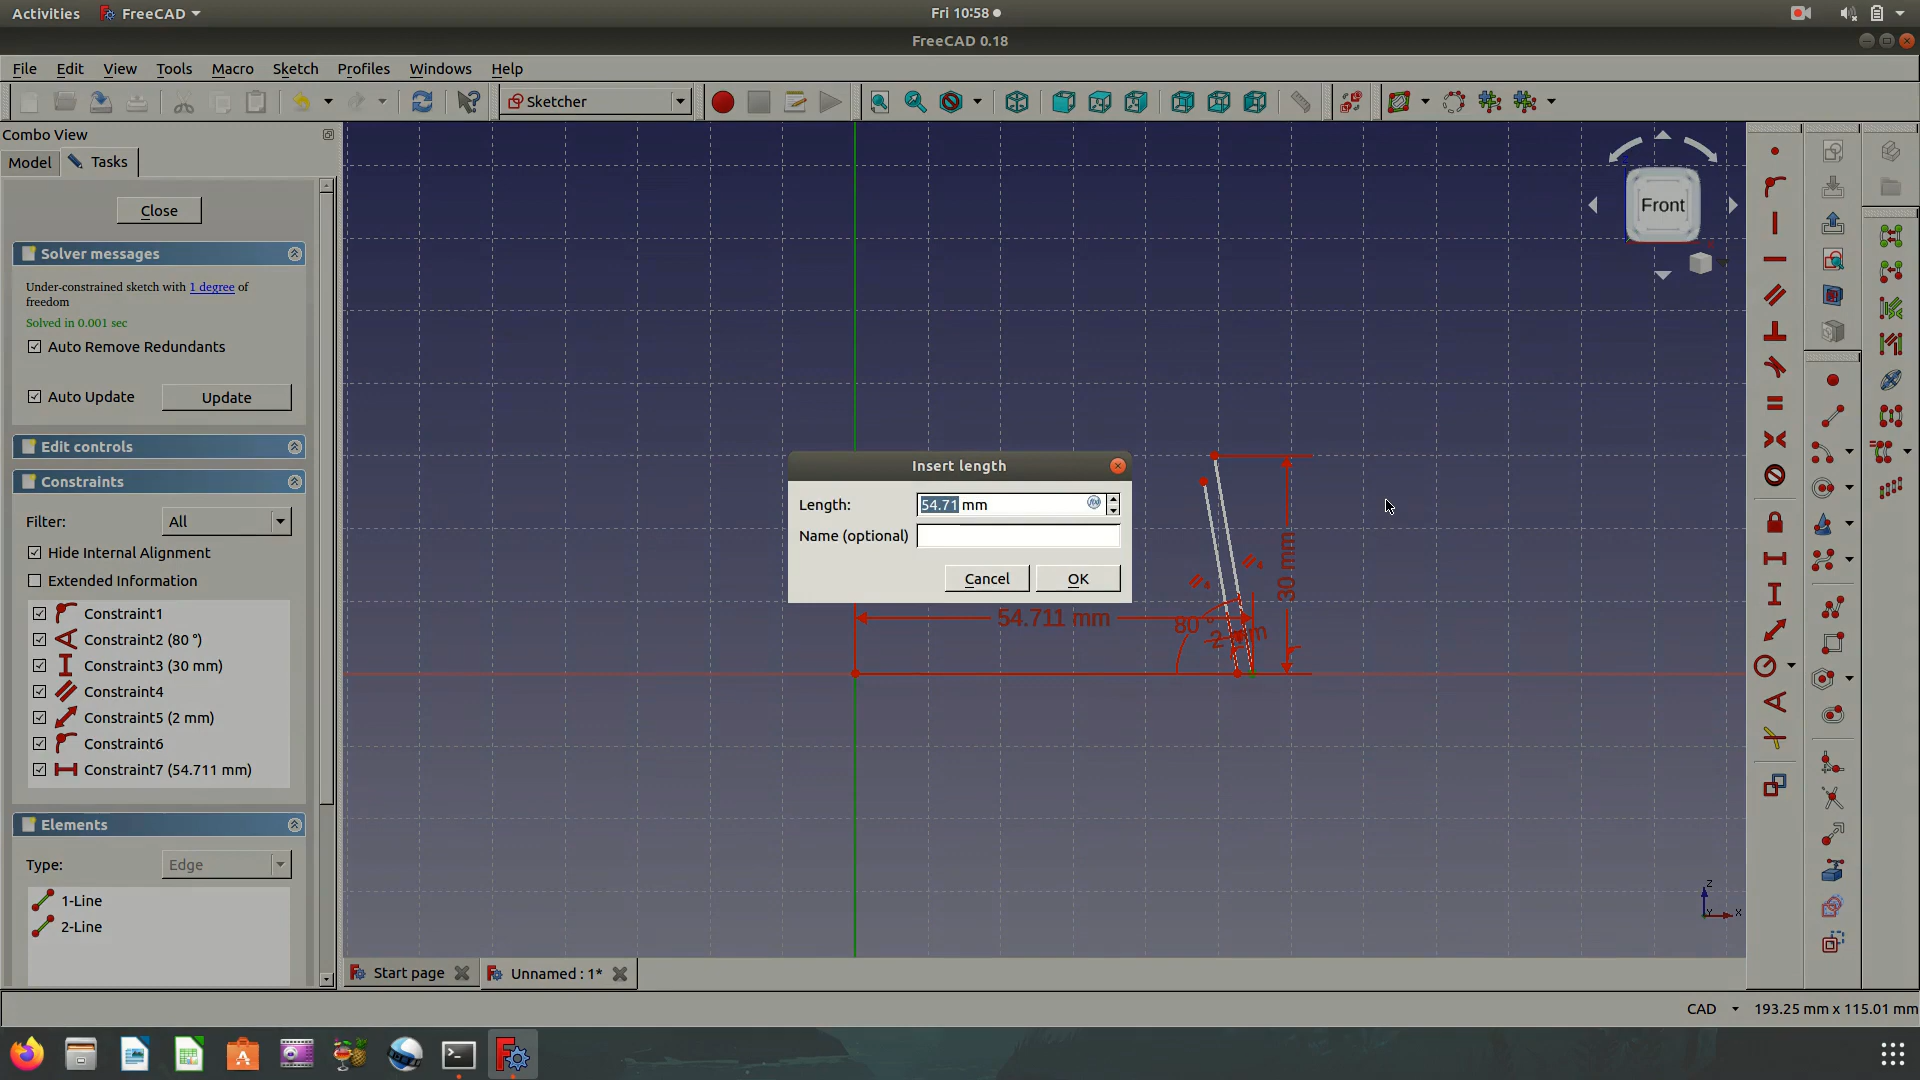 Activities FreeCAD Fri 10:58
FreeCAD 0.18
File Edit View Tools Macro Sketch Profiles Windows Help
Sketcher
Combo View
Model Tasks
Close
Solver messages
Under-constrained sketch with 1 degree of
freedom
Solved in 0.001 sec
Auto Remove Redundants
Auto Update Update
Edit controls
Constraints
Filter: All
Hide Internal Alignment
Extended Information
Constraint1
Constraint2 (80 °)
Constraint3 (30 mm)
Constraint4
Constraint5 (2 mm)
Constraint6
Constraint7 (54.711 mm)
Elements
Type: Edge
1-Line
2-Line
Front
Insert length
Length: 54.71 mm
Name (optional)
Cancel OK
30 mm
54.711 mm
80 °
2 mm
Z
Y X
Start page Unnamed : 1*
CAD 193.25 mm x 115.01 mm